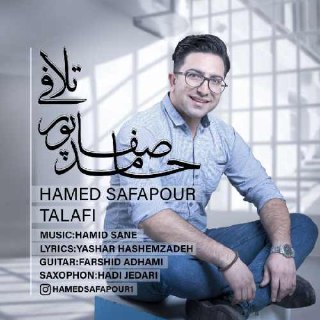 تلافی
حامد صفاپور
HAMED SAFAPOUR
TALAFI
MUSIC:HAMID SANE
LYRICS:YASHAR HASHEMZADEH
GUITAR:FARSHID ADHAMI
SAXOPHON:HADI JEDARI
HAMEDSAFAPOUR1